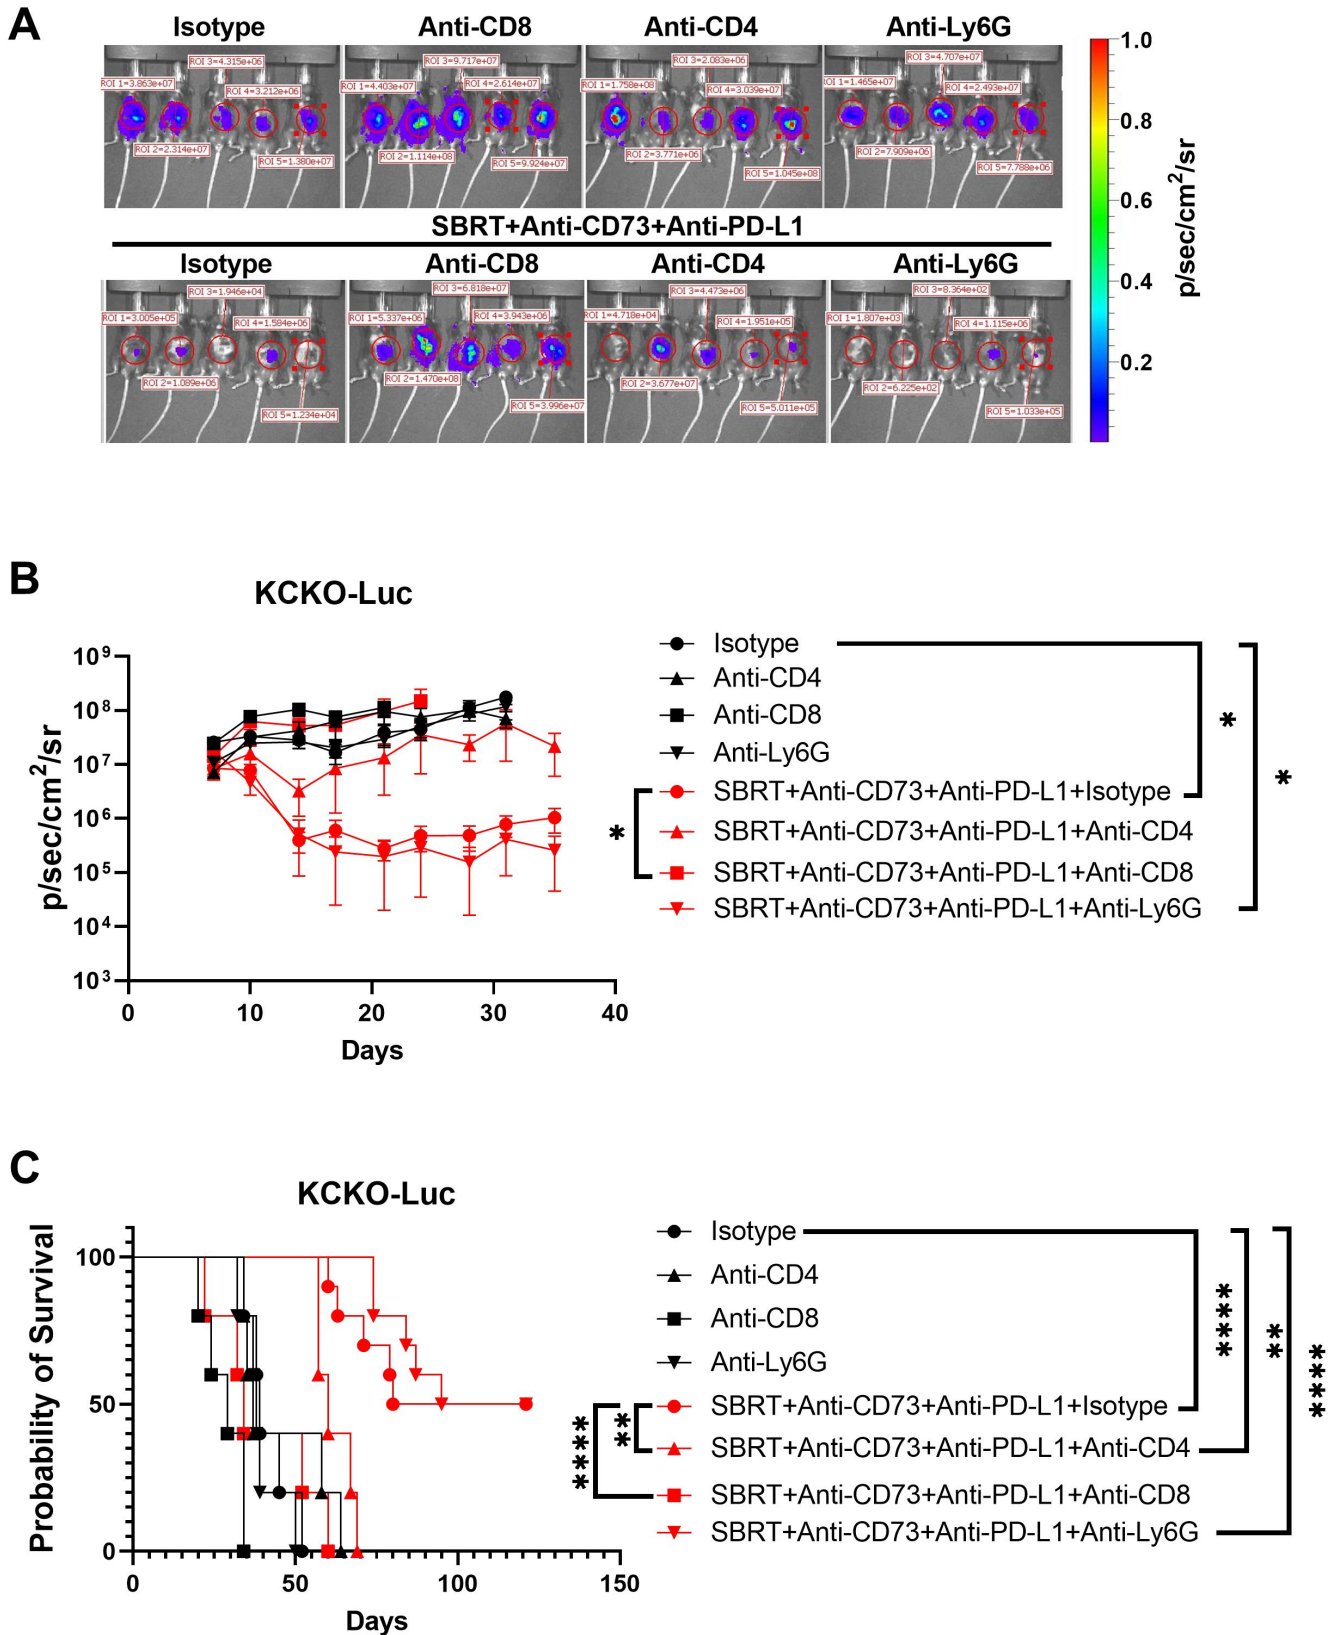 A
Isotype Anti-CD8 Anti-CD4 Anti-Ly6G
ROI 3=4.315e+06 ROI 3=9.717e+07 ROI 3=2.083e+06 ROI 3=4.707e+07
ROI 1=3.863e+07 ROI 4=3.212e+06 ROI 1=4.403e+07 ROI 4=2.614e+07 ROI 1=1.758e+08 ROI 4=3.039e+07 ROI 1=1.465e+07 ROI 4=2.493e+07
ROI 2=2.314e+07 ROI 5=1.380e+07 ROI 2=1.114e+08 ROI 5=9.924e+07 ROI 2=3.771e+06 ROI 5=1.045e+08 ROI 2=7.909e+06 ROI 5=7.788e+06
SBRT+Anti-CD73+Anti-PD-L1
Isotype Anti-CD8 Anti-CD4 Anti-Ly6G
ROI 3=1.946e+04 ROI 3=6.818e+07 ROI 3=4.473e+06 ROI 3=8.364e+02
ROI 1=3.005e+05 ROI 4=1.584e+06 ROI 1=5.337e+06 ROI 4=3.943e+06 ROI 1=4.718e+04 ROI 4=1.951e+05 ROI 1=1.807e+03 ROI 4=1.115e+06
ROI 2=1.089e+06 ROI 5=1.234e+04 ROI 2=1.470e+08 ROI 5=3.996e+07 ROI 2=3.677e+07 ROI 5=5.011e+05 ROI 2=6.225e+02 ROI 5=1.033e+05
1.0
0.8
0.6
0.4
0.2
p/sec/cm²/sr
B
KCKO-Luc
p/sec/cm²/sr
10⁹
10⁸
10⁷
10⁶
10⁵
10⁴
10³
0 10 20 30 40
Days
Isotype
Anti-CD4
Anti-CD8
Anti-Ly6G
SBRT+Anti-CD73+Anti-PD-L1+Isotype
SBRT+Anti-CD73+Anti-PD-L1+Anti-CD4
SBRT+Anti-CD73+Anti-PD-L1+Anti-CD8
SBRT+Anti-CD73+Anti-PD-L1+Anti-Ly6G
*
*
*
C
KCKO-Luc
Probability of Survival
100
50
0
0 50 100 150
Days
Isotype
Anti-CD4
Anti-CD8
Anti-Ly6G
SBRT+Anti-CD73+Anti-PD-L1+Isotype
SBRT+Anti-CD73+Anti-PD-L1+Anti-CD4
SBRT+Anti-CD73+Anti-PD-L1+Anti-CD8
SBRT+Anti-CD73+Anti-PD-L1+Anti-Ly6G
****
**
****
**
****